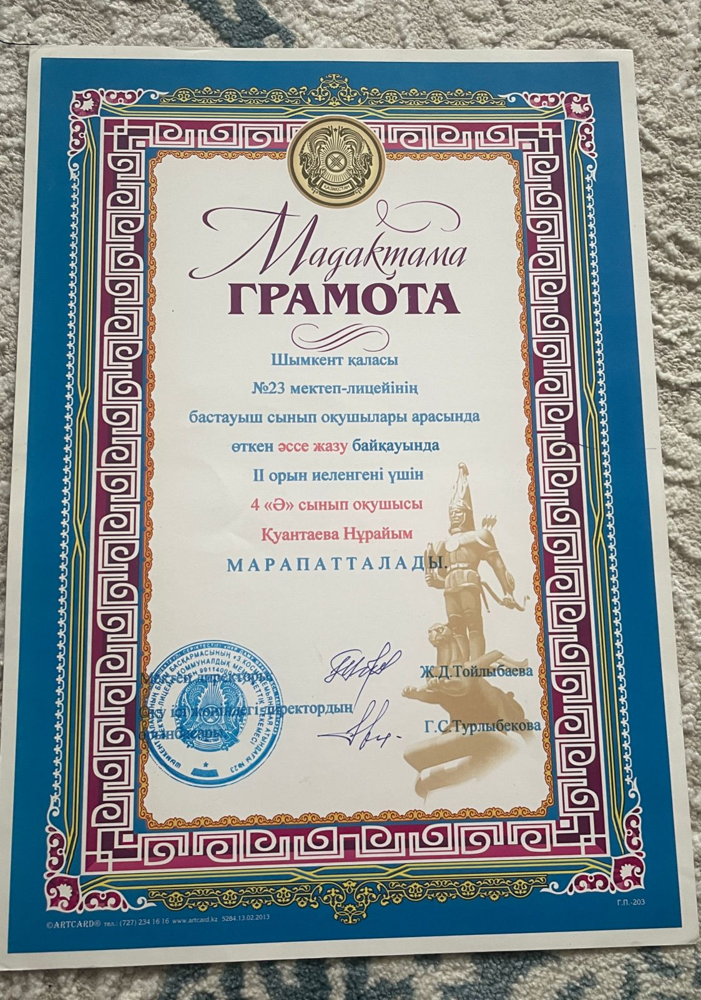 ҚАЗАҚСТАН
Мадақтама
ГРАМОТА
Шымкент қаласы
№23 мектеп-лицейінің
бастауыш сынып оқушылары арасында
өткен әссе жазу байқауында
II орын иеленгені үшін
4 «Ә» сынып оқушысы
Қуантаева Нұрайым
МАРАПАТТАЛАДЫ.
Мектеп директоры
Ж.Д.Тойлыбаева
Оқу ісі жөніндегі директордың
орынбасары
Г.С.Турлыбекова
Г.П.-203
©ARTCARD® тел.: (727) 234 16 16 www.artcard.kz 5284.13.02.2013